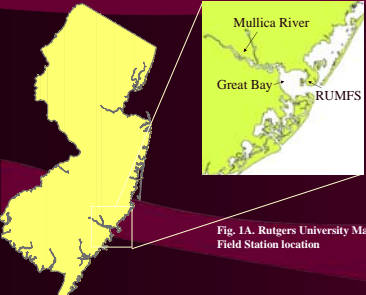 Mullica River
Great Bay
RUMFS
Fig. 1A. Rutgers University Ma
Field Station location